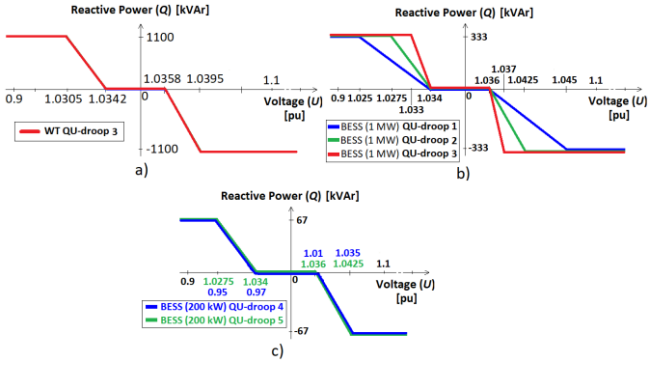 Reactive Power (Q) [kVAr]
1100
1.0358 1.0395
1.1
0.9
1.0305 1.0342
0
Voltage (U)
[pu]
WT QU-droop 3
-1100
a)
Reactive Power (Q) [kVAr]
333
1.037
1.036 1.0425 1.045 1.1
0.9 1.025 1.0275 1.034
1.033
0
Voltage (U)
[pu]
BESS (1 MW) QU-droop 1
BESS (1 MW) QU-droop 2
BESS (1 MW) QU-droop 3
-333
b)
Reactive Power (Q) [kVAr]
67
1.01 1.035
1.036 1.0425 1.1
0.9 1.0275 1.034
0.95 0.97
0
Voltage (U)
[pu]
BESS (200 kW) QU-droop 4
BESS (200 kW) QU-droop 5
-67
c)